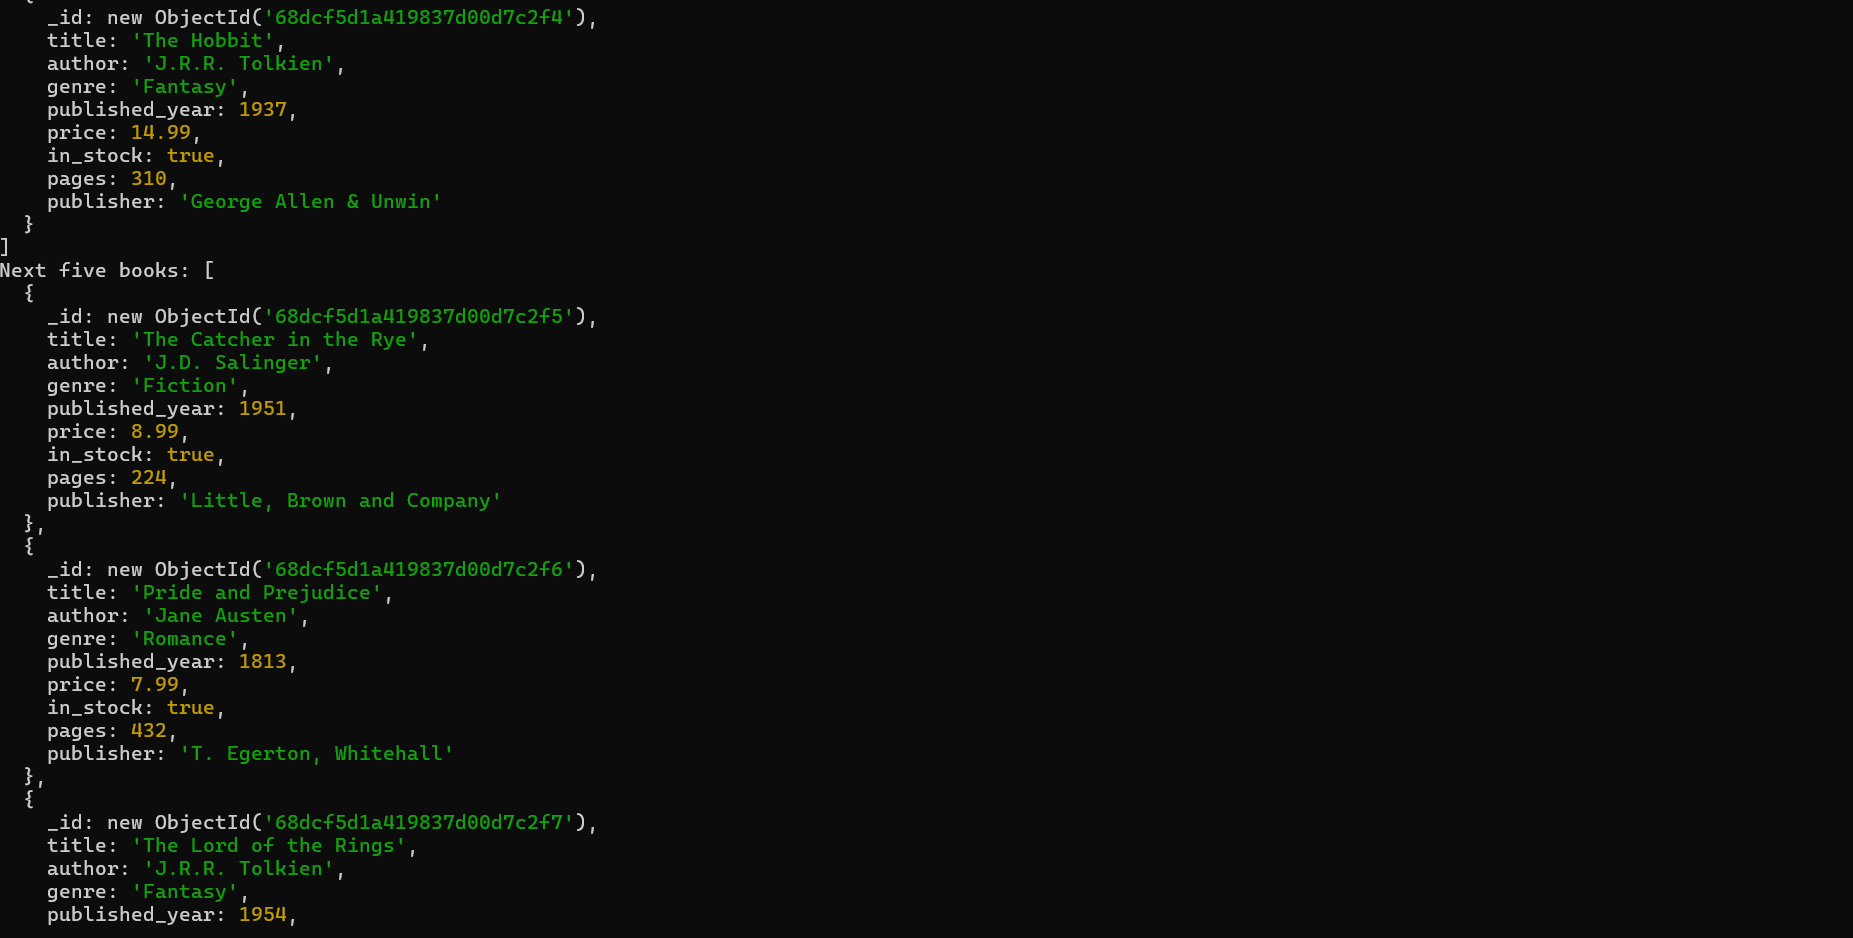 {
    _id: new ObjectId('68dcf5d1a419837d00d7c2f4'),
    title: 'The Hobbit',
    author: 'J.R.R. Tolkien',
    genre: 'Fantasy',
    published_year: 1937,
    price: 14.99,
    in_stock: true,
    pages: 310,
    publisher: 'George Allen & Unwin'
  }
]
Next five books: [
  {
    _id: new ObjectId('68dcf5d1a419837d00d7c2f5'),
    title: 'The Catcher in the Rye',
    author: 'J.D. Salinger',
    genre: 'Fiction',
    published_year: 1951,
    price: 8.99,
    in_stock: true,
    pages: 224,
    publisher: 'Little, Brown and Company'
  },
  {
    _id: new ObjectId('68dcf5d1a419837d00d7c2f6'),
    title: 'Pride and Prejudice',
    author: 'Jane Austen',
    genre: 'Romance',
    published_year: 1813,
    price: 7.99,
    in_stock: true,
    pages: 432,
    publisher: 'T. Egerton, Whitehall'
  },
  {
    _id: new ObjectId('68dcf5d1a419837d00d7c2f7'),
    title: 'The Lord of the Rings',
    author: 'J.R.R. Tolkien',
    genre: 'Fantasy',
    published_year: 1954,